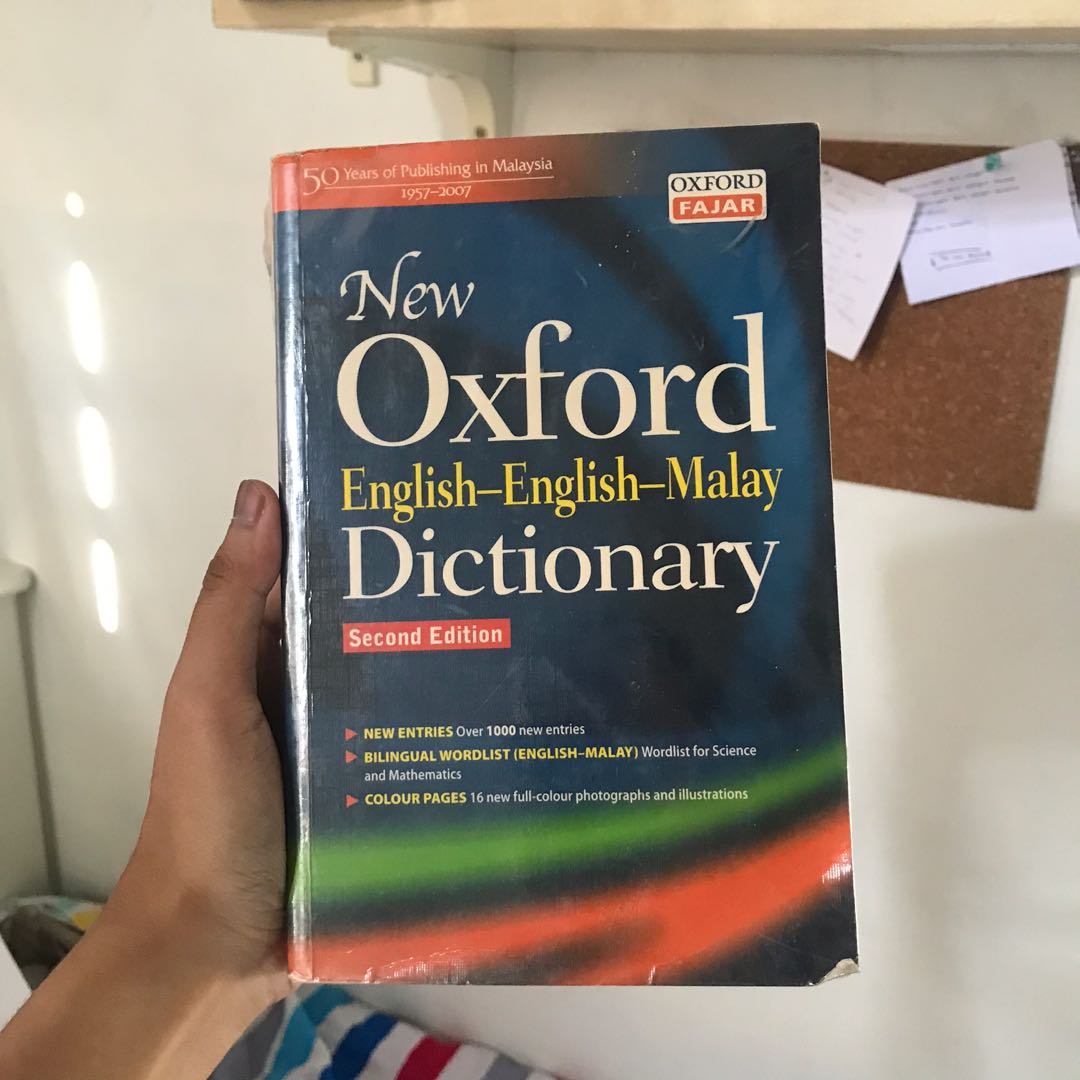 50 Years of Publishing in Malaysia
1957–2007
OXFORD
FAJAR
New
Oxford
English–English–Malay
Dictionary
Second Edition
NEW ENTRIES Over 1000 new entries
BILINGUAL WORDLIST (ENGLISH–MALAY) Wordlist for Science
and Mathematics
COLOUR PAGES 16 new full-colour photographs and illustrations